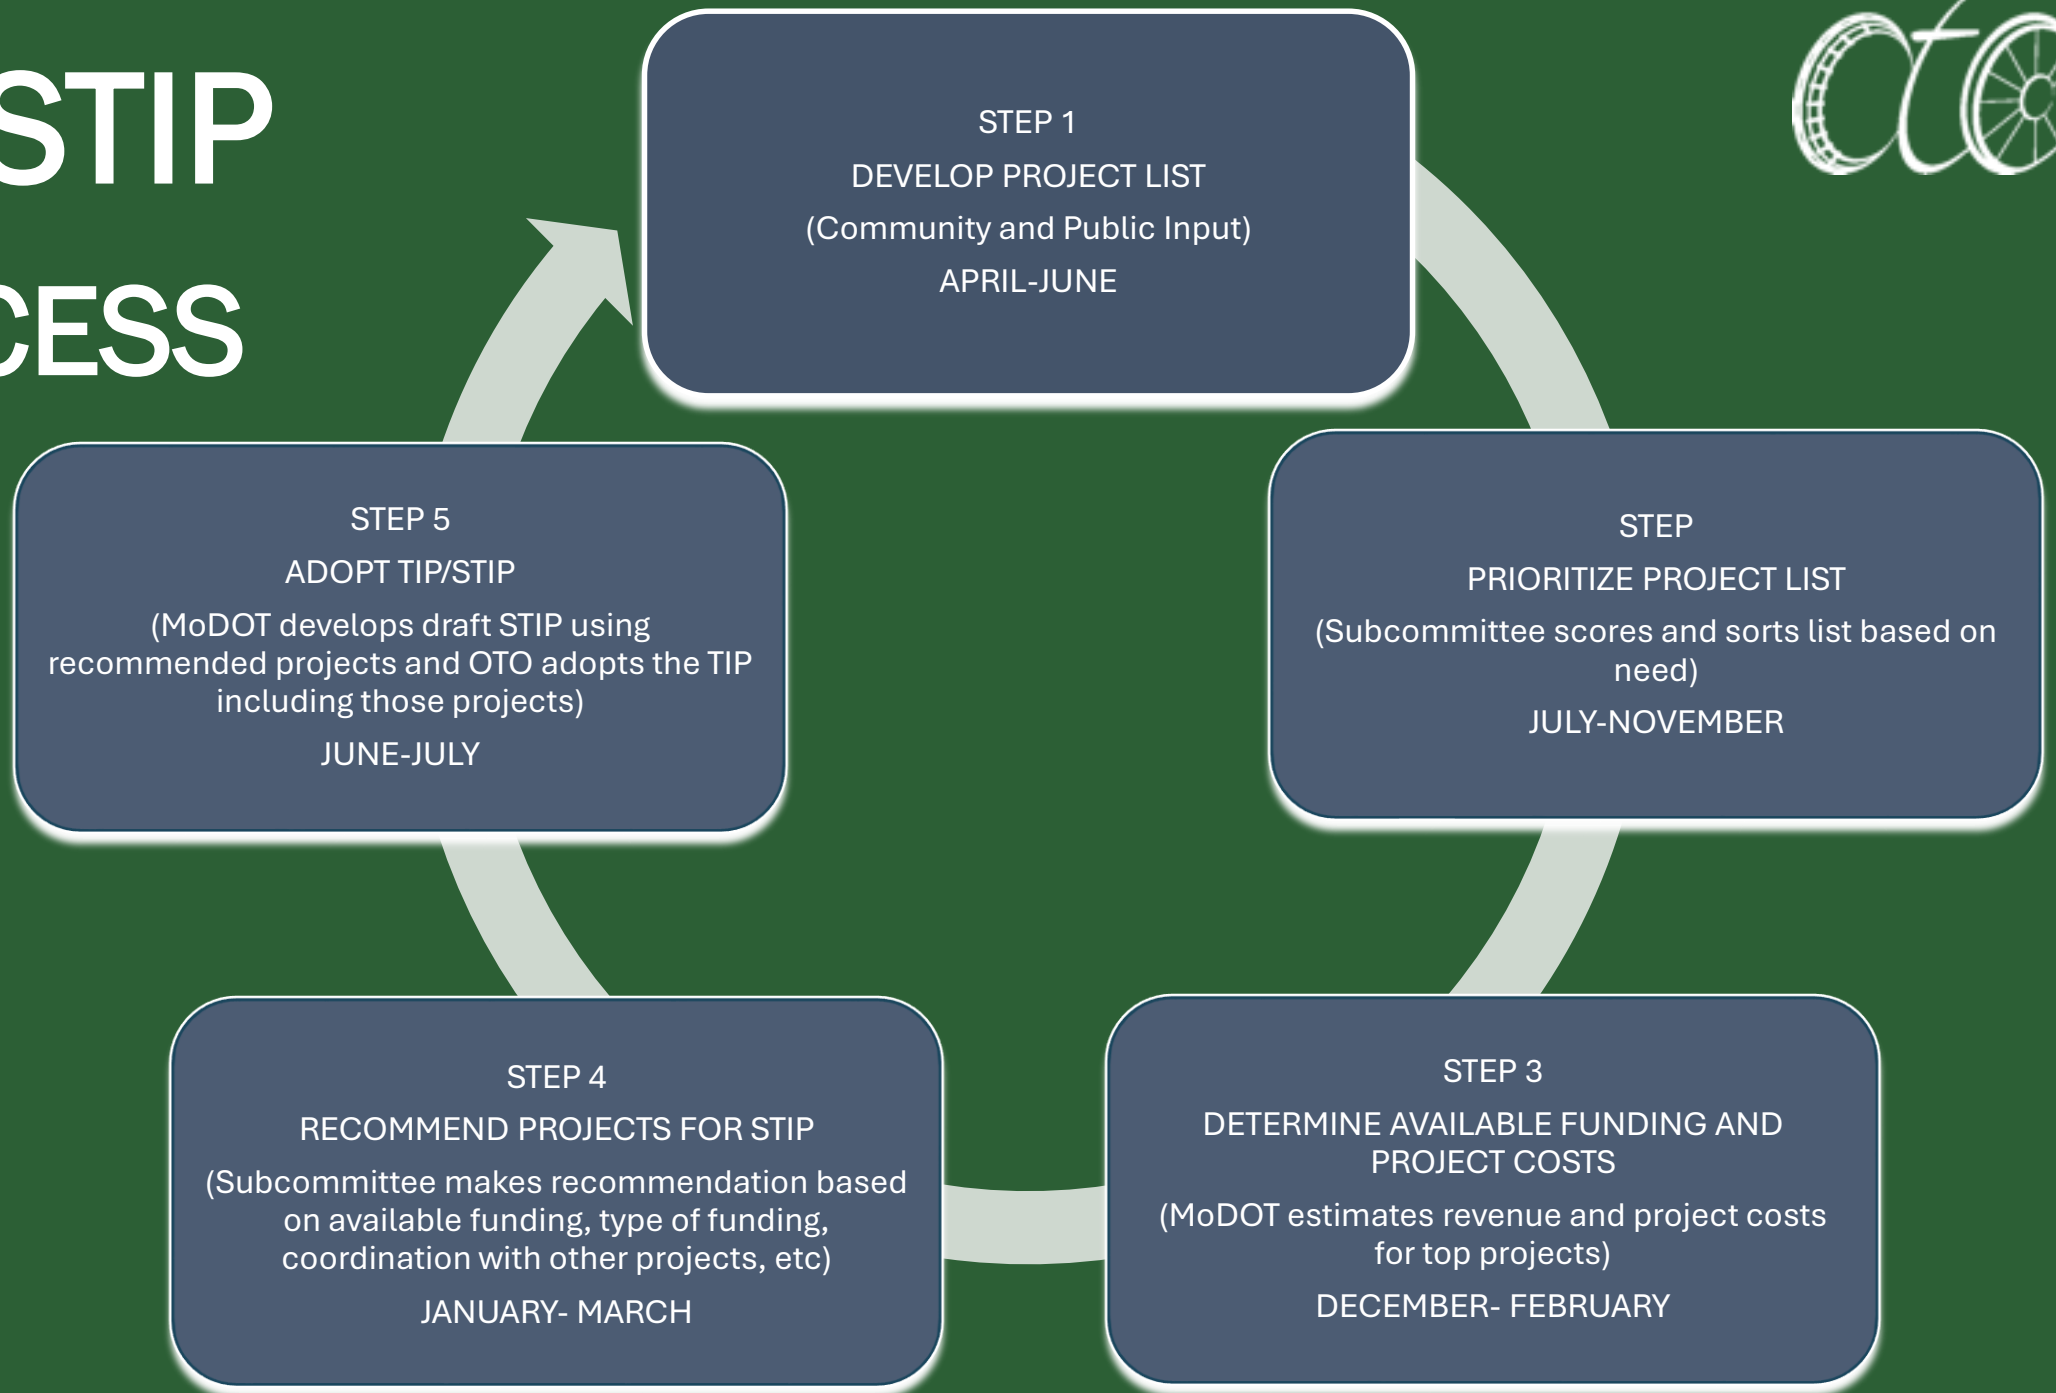 STIP
CESS
oto
STEP 1
DEVELOP PROJECT LIST
(Community and Public Input)
APRIL-JUNE
STEP
PRIORITIZE PROJECT LIST
(Subcommittee scores and sorts list based on
need)
JULY-NOVEMBER
STEP 3
DETERMINE AVAILABLE FUNDING AND
PROJECT COSTS
(MoDOT estimates revenue and project costs
for top projects)
DECEMBER- FEBRUARY
STEP 4
RECOMMEND PROJECTS FOR STIP
(Subcommittee makes recommendation based
on available funding, type of funding,
coordination with other projects, etc)
JANUARY- MARCH
STEP 5
ADOPT TIP/STIP
(MoDOT develops draft STIP using
recommended projects and OTO adopts the TIP
including those projects)
JUNE-JULY